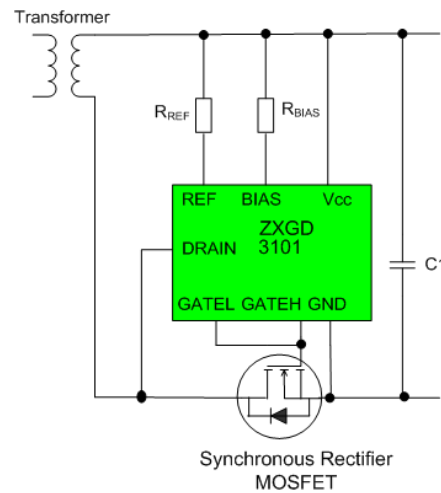 Transformer
RREF
RBIAS
REF BIAS Vcc
ZXGD
3101
DRAIN
GATEL GATEH GND
C1
Synchronous Rectifier
MOSFET